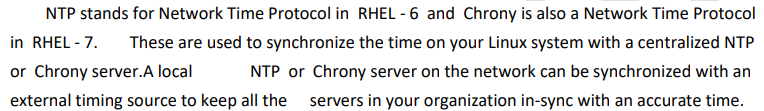 NTP stands for Network Time Protocol in RHEL - 6 and Chrony is also a Network Time Protocol
in RHEL - 7. These are used to synchronize the time on your Linux system with a centralized NTP
or Chrony server.A local NTP or Chrony server on the network can be synchronized with an
external timing source to keep all the servers in your organization in-sync with an accurate time.